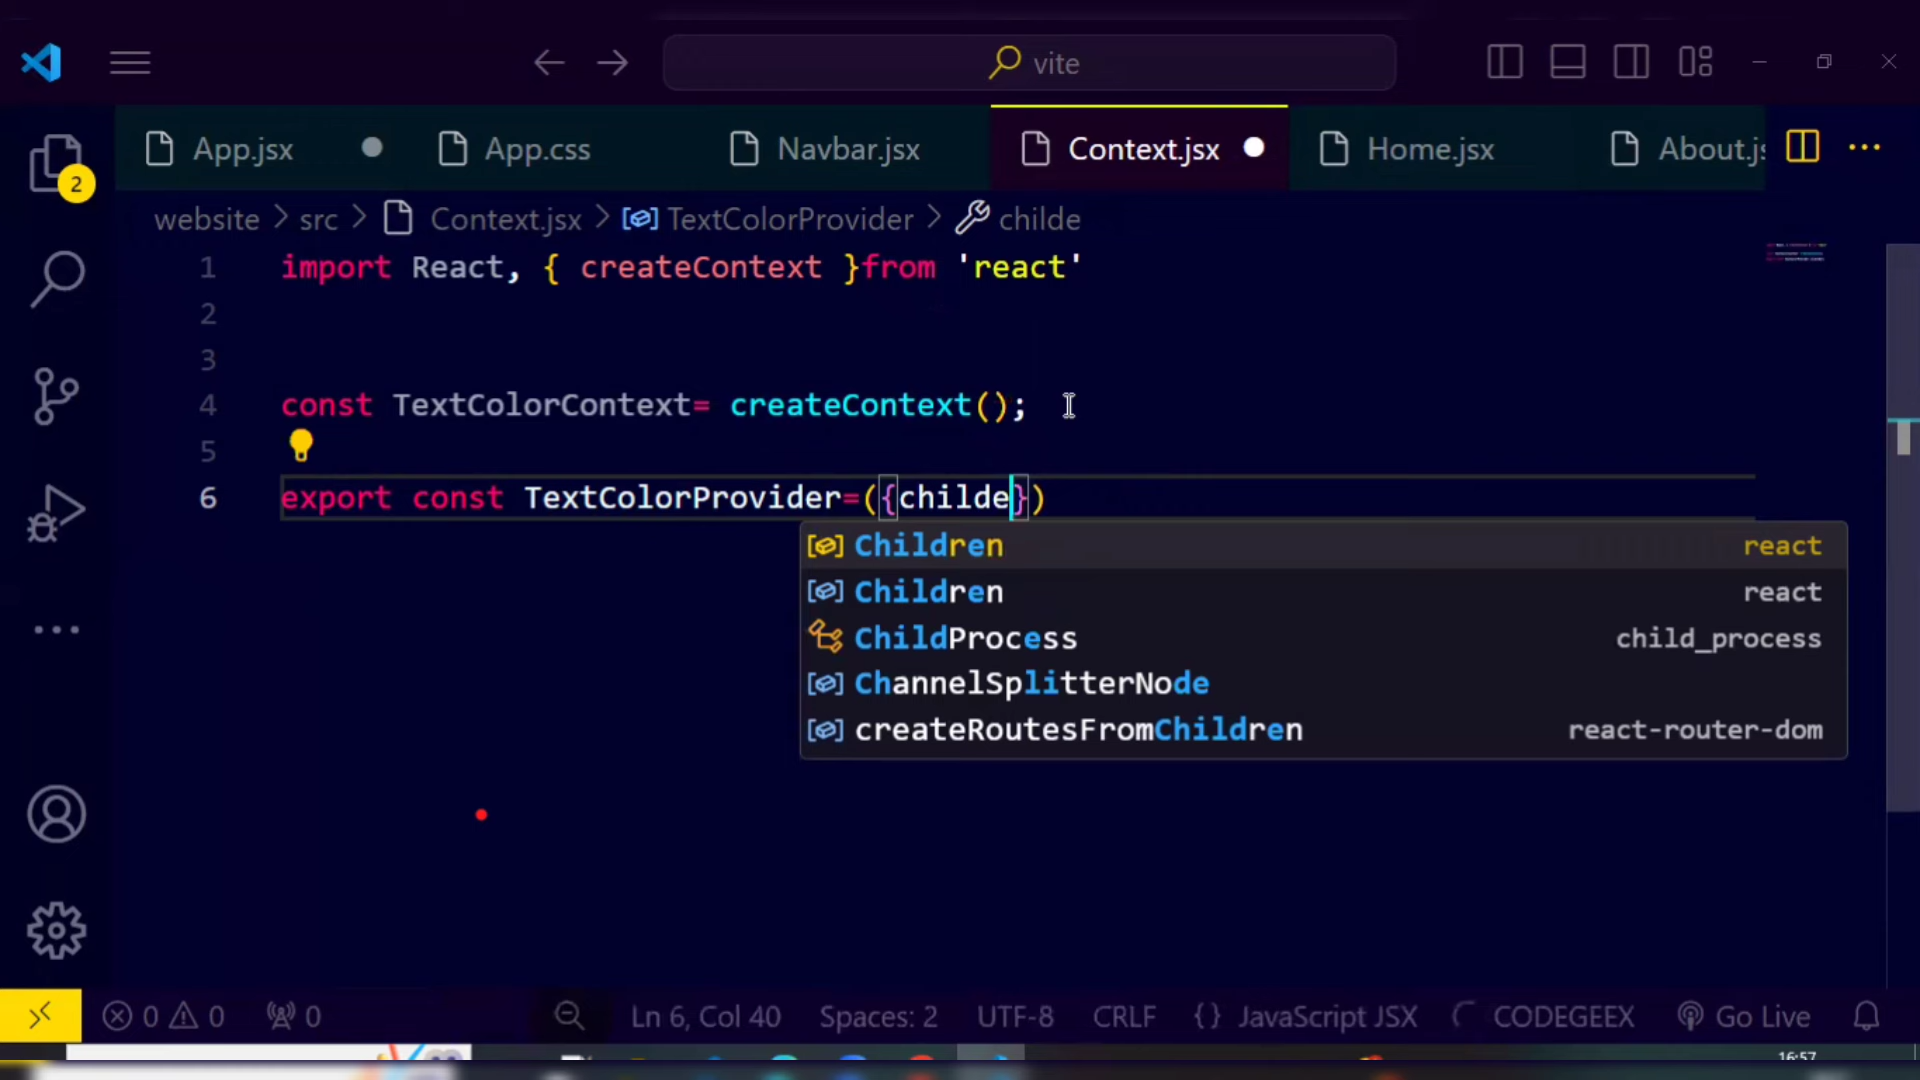 vite
App.jsx App.css Navbar.jsx Context.jsx Home.jsx About.js
2
website > src > Context.jsx > TextColorProvider > childe
1 import React, { createContext }from 'react'
2
3
4 const TextColorContext= createContext();
5
6 export const TextColorProvider=({childe})
Children react
Children react
ChildProcess child_process
ChannelSplitterNode
createRoutesFromChildren react-router-dom
0 0 0 Ln 6, Col 40 Spaces: 2 UTF-8 CRLF {} JavaScript JSX CODEGEEX Go Live
16:57